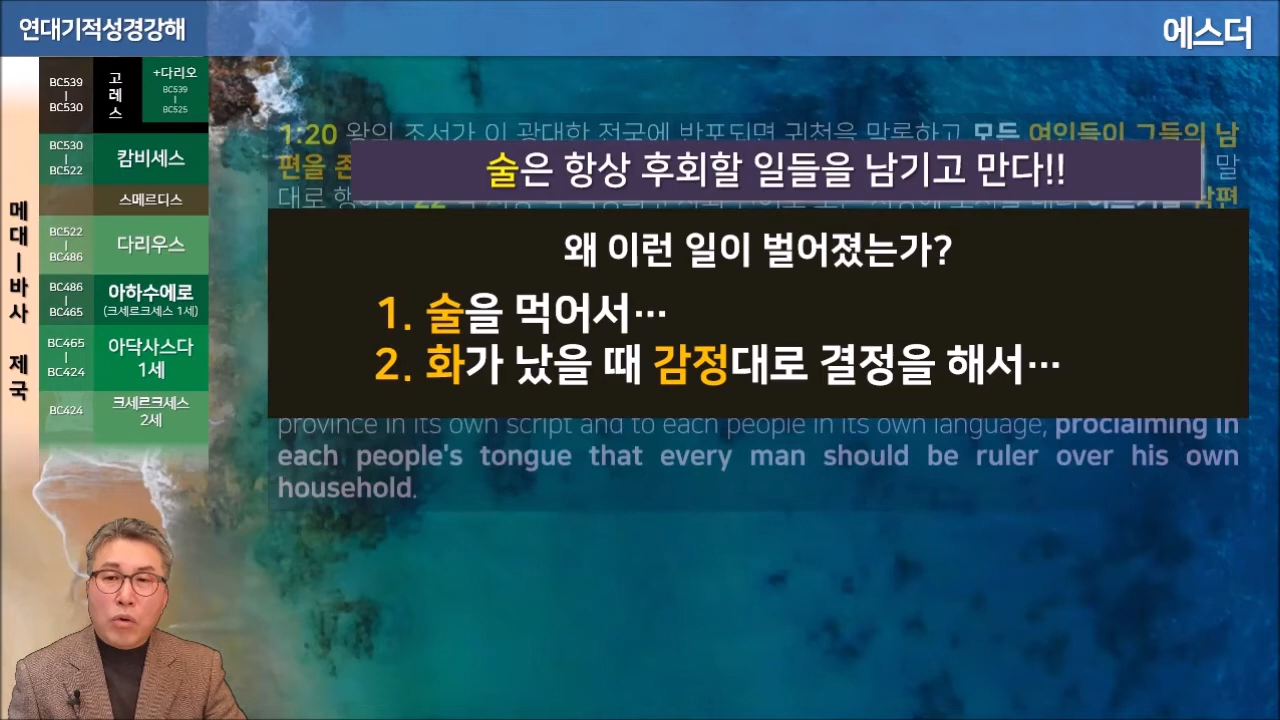 연대기적성경강해
에스더
메대ㅡ바사 제국
BC539
ㅣ
BC530
고레스
+다리오
BC539
ㅣ
BC525
BC530
ㅣ
BC522
캄비세스
스메르디스
BC522
ㅣ
BC486
다리우스
BC486
ㅣ
BC465
아하수에로
(크세르크세스 1세)
BC465
ㅣ
BC424
아닥사스다
1세
BC424
크세르크세스
2세
1:20 왕의 조서가 이 광대한 전국에 반포되면 귀천을 막론하고 모든 여인들이 그들의 남
편을 존 말
술은 항상 후회할 일들을 남기고 만다!!
대로 남편
왜 이런 일이 벌어졌는가?
1. 술을 먹어서…
2. 화가 났을 때 감정대로 결정을 해서…
province in its own script and to each people in its own language, proclaiming in
each people's tongue that every man should be ruler over his own
household.